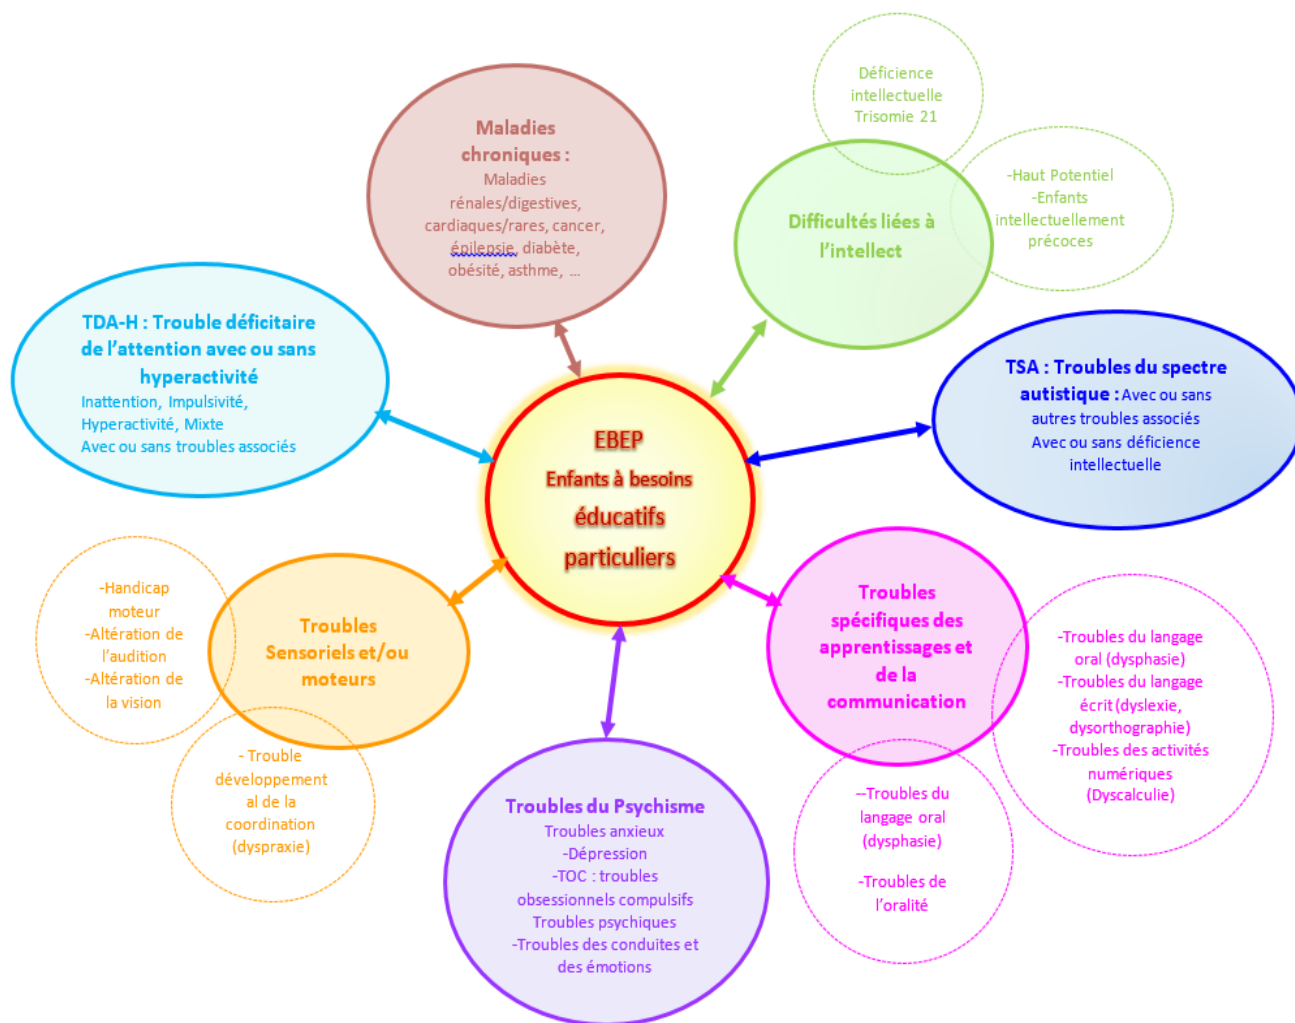 Déficience
intellectuelle
Trisomie 21
Maladies
chroniques :
Maladies
rénales/digestives,
cardiaques/rares, cancer,
épilepsie, diabète,
obésité, asthme, ...
-Haut Potentiel
-Enfants
intellectuellement
précoces
Difficultés liées à
l'intellect
TDA-H : Trouble déficitaire
de l'attention avec ou sans
hyperactivité
Inattention, Impulsivité,
Hyperactivité, Mixte
Avec ou sans troubles associés
TSA : Troubles du spectre
autistique : Avec ou sans
autres troubles associés
Avec ou sans déficience
intellectuelle
EBEP
Enfants à besoins
éducatifs
particuliers
-Handicap
moteur
-Altération de
l'audition
-Altération de
la vision
Troubles
Sensoriels et/ou
moteurs
- Trouble
développement
al de la
coordination
(dyspraxie)
Troubles
spécifiques des
apprentissages et
de la
communication
-Troubles du langage
oral (dysphasie)
-Troubles du langage
écrit (dyslexie,
dysorthographie)
-Troubles des activités
numériques
(Dyscalculie)
--Troubles du
langage oral
(dysphasie)
-Troubles de
l'oralité
Troubles du Psychisme
Troubles anxieux
-Dépression
-TOC : troubles
obsessionnels compulsifs
Troubles psychiques
-Troubles des conduites et
des émotions